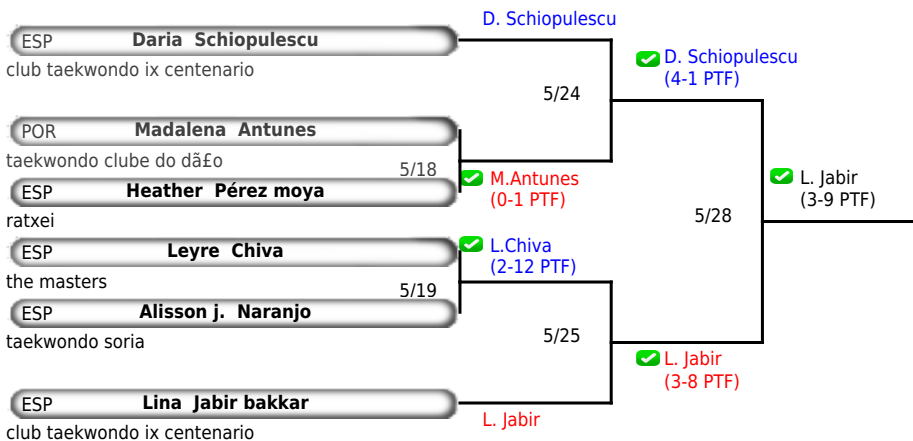 D. Schiopulescu
ESP Daria Schiopulescu
club taekwondo ix centenario
D. Schiopulescu
(4-1 PTF)
5/24
POR Madalena Antunes
taekwondo clube do dã£o
5/18
M.Antunes
(0-1 PTF)
ESP Heather Pérez moya
ratxei
L. Jabir
(3-9 PTF)
5/28
ESP Leyre Chiva
the masters
L.Chiva
(2-12 PTF)
5/19
ESP Alisson j. Naranjo
taekwondo soria
5/25
L. Jabir
(3-8 PTF)
ESP Lina Jabir bakkar
club taekwondo ix centenario
L. Jabir